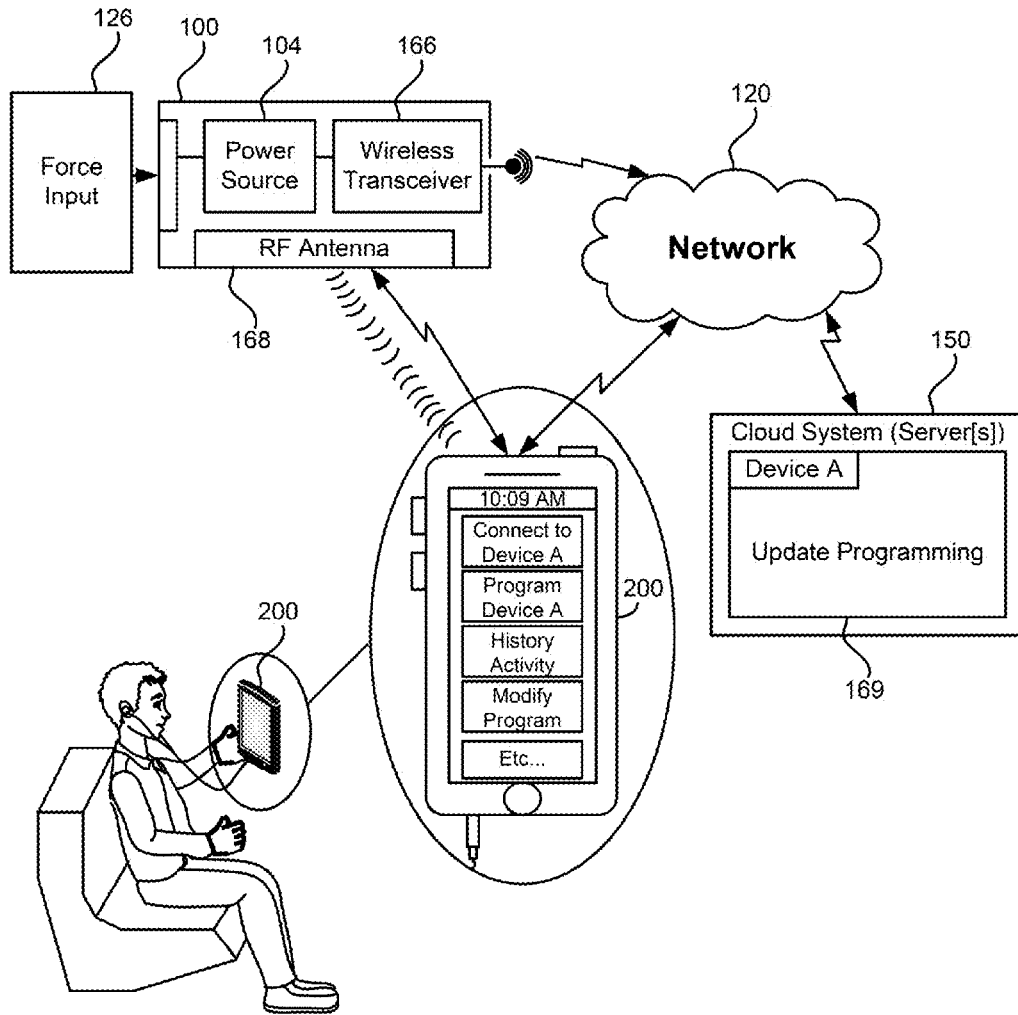 126
100
104
166
120
Force
Input
Power
Source
Wireless
Transceiver
RF Antenna
168
Network
150
Cloud System (Server[s])
Device A
Update Programming
169
10:09 AM
Connect to
Device A
Program
Device A
History
Activity
Modify
Program
Etc...
200
200